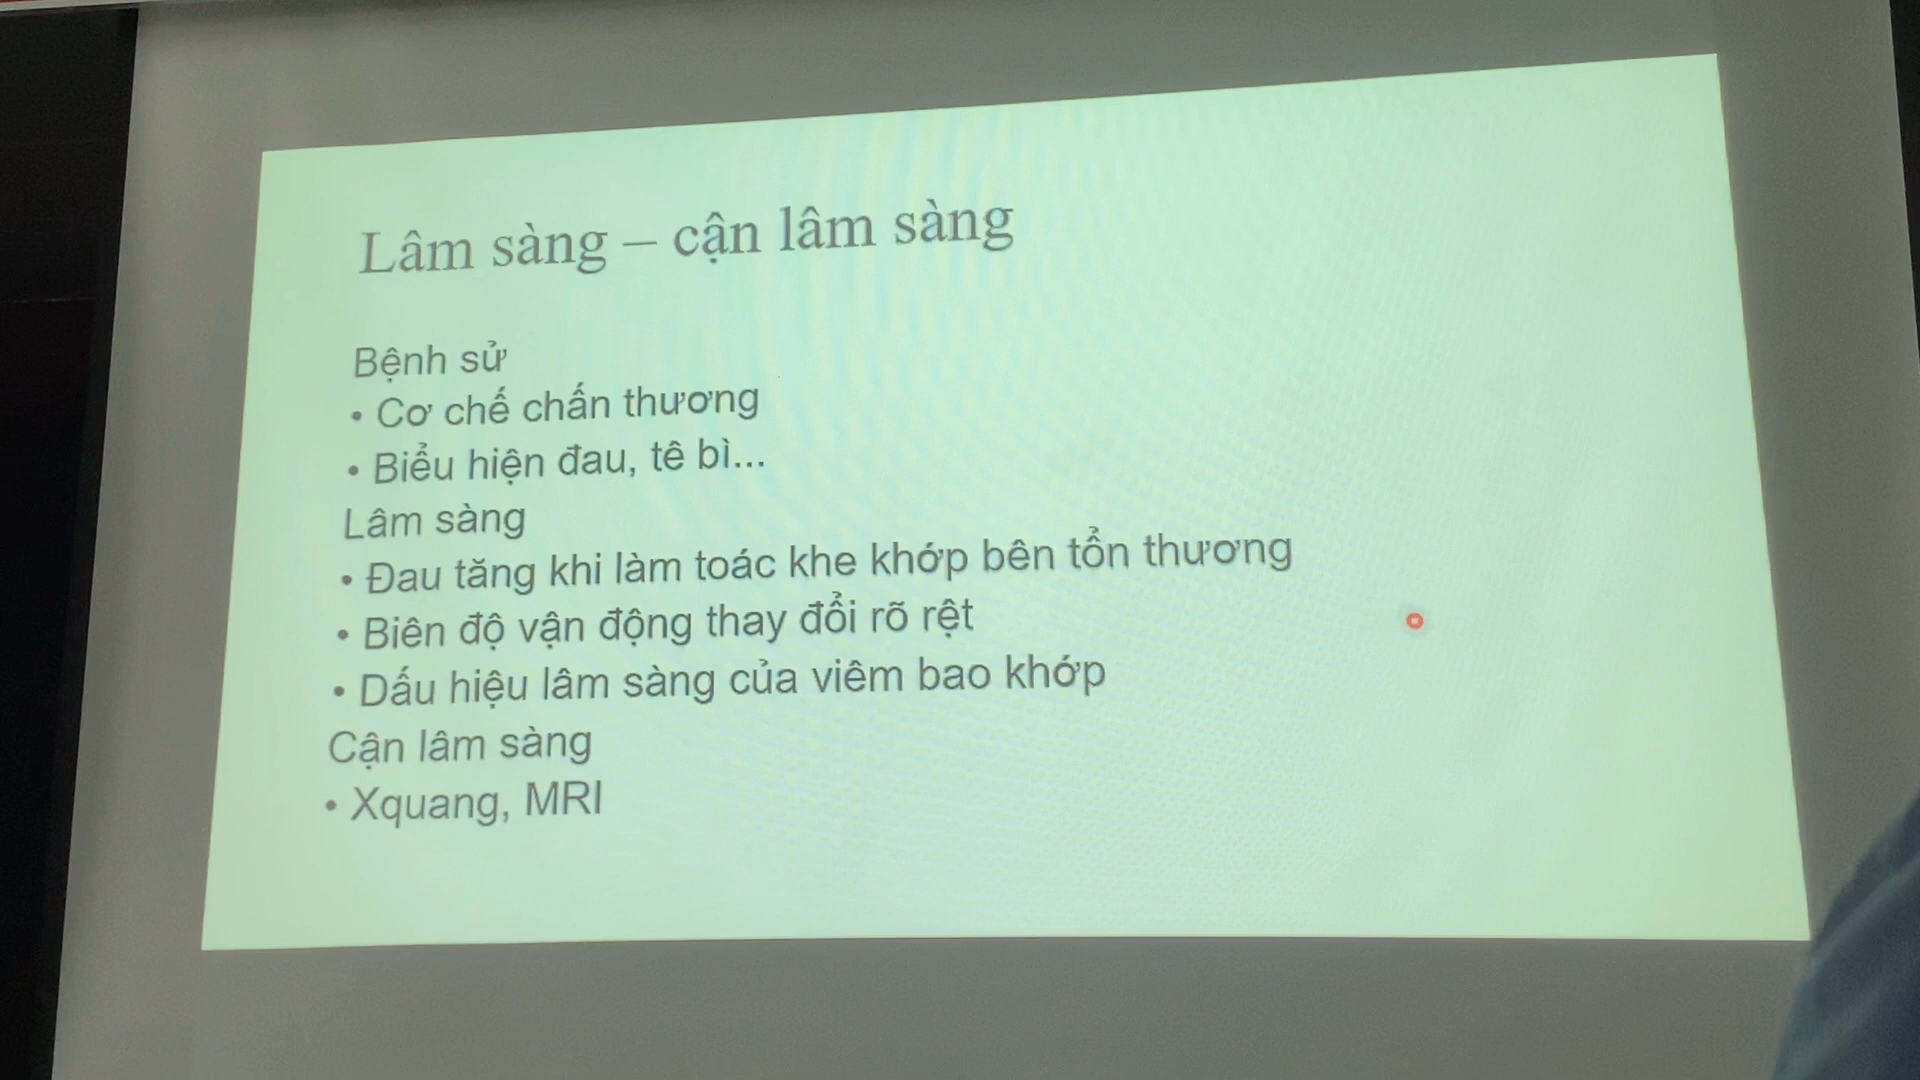 Lâm sàng – cận lâm sàng
Bệnh sử
• Cơ chế chấn thương
• Biểu hiện đau, tê bì...
Lâm sàng
• Đau tăng khi làm toác khe khớp bên tổn thương
• Biên độ vận động thay đổi rõ rệt
• Dấu hiệu lâm sàng của viêm bao khớp
Cận lâm sàng
• Xquang, MRI